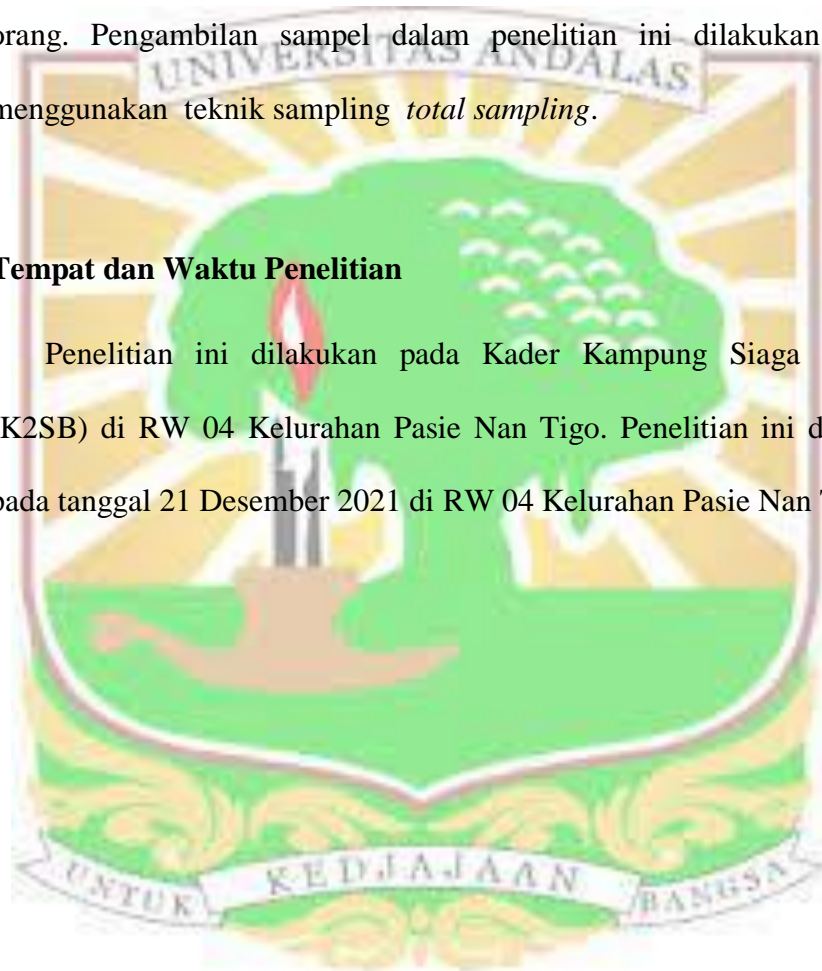 orang. Pengambilan sampel dalam penelitian ini dilakukan
UNIVERSITAS ANDALAS
menggunakan teknik sampling total sampling.
Tempat dan Waktu Penelitian
Penelitian ini dilakukan pada Kader Kampung Siaga
K2SB) di RW 04 Kelurahan Pasie Nan Tigo. Penelitian ini
pada tanggal 21 Desember 2021 di RW 04 Kelurahan Pasie Nan
UNTUK KEDJAJAAN BANGSA